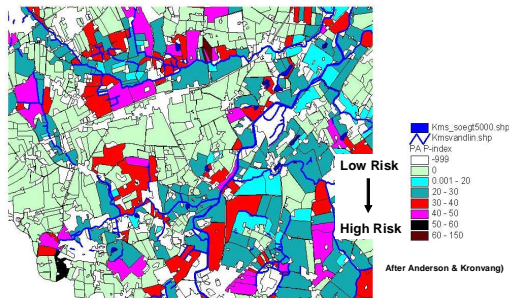 Kms_soegt5000.shp
Kmsvandlin.shp
PA P-index
-999
0
0.001 - 20
20 - 30
30 - 40
40 - 50
50 - 60
60 - 150
Low Risk
High Risk
After Anderson & Kronvang)